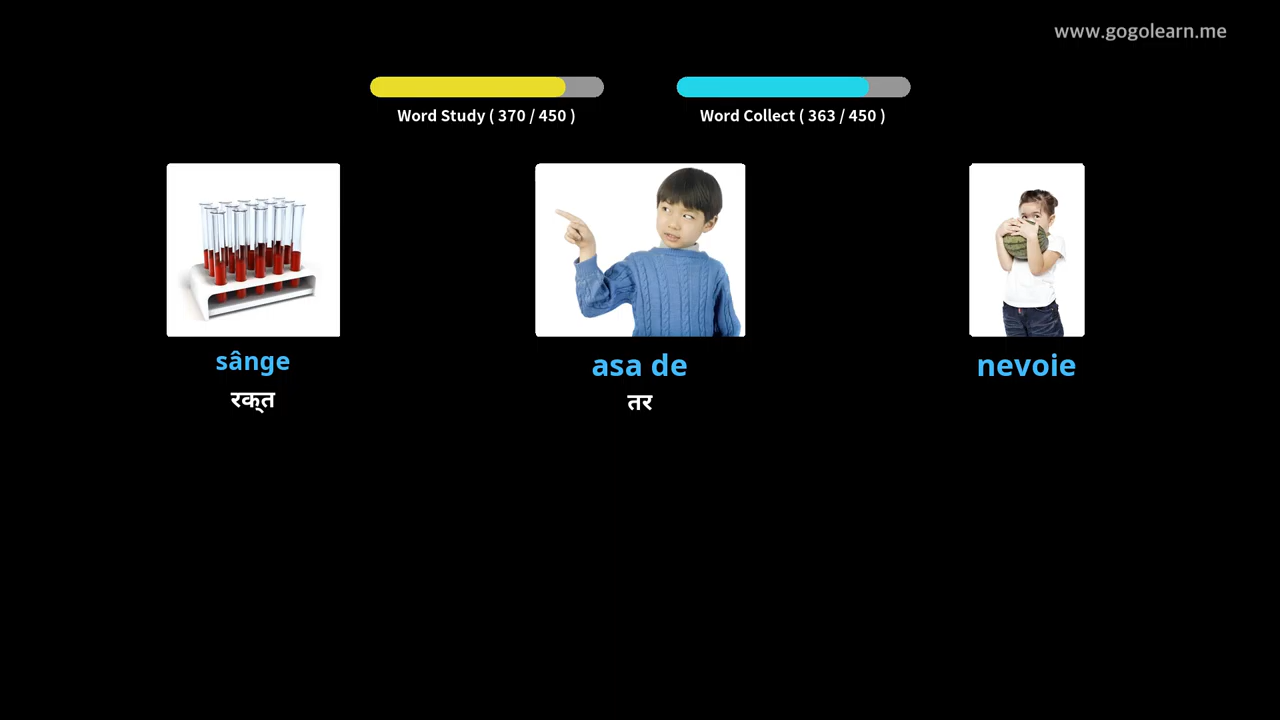 www.gogolearn.me
Word Study ( 370 / 450 )
Word Collect ( 363 / 450 )
sânge
रक्त
asa de
तर
nevoie